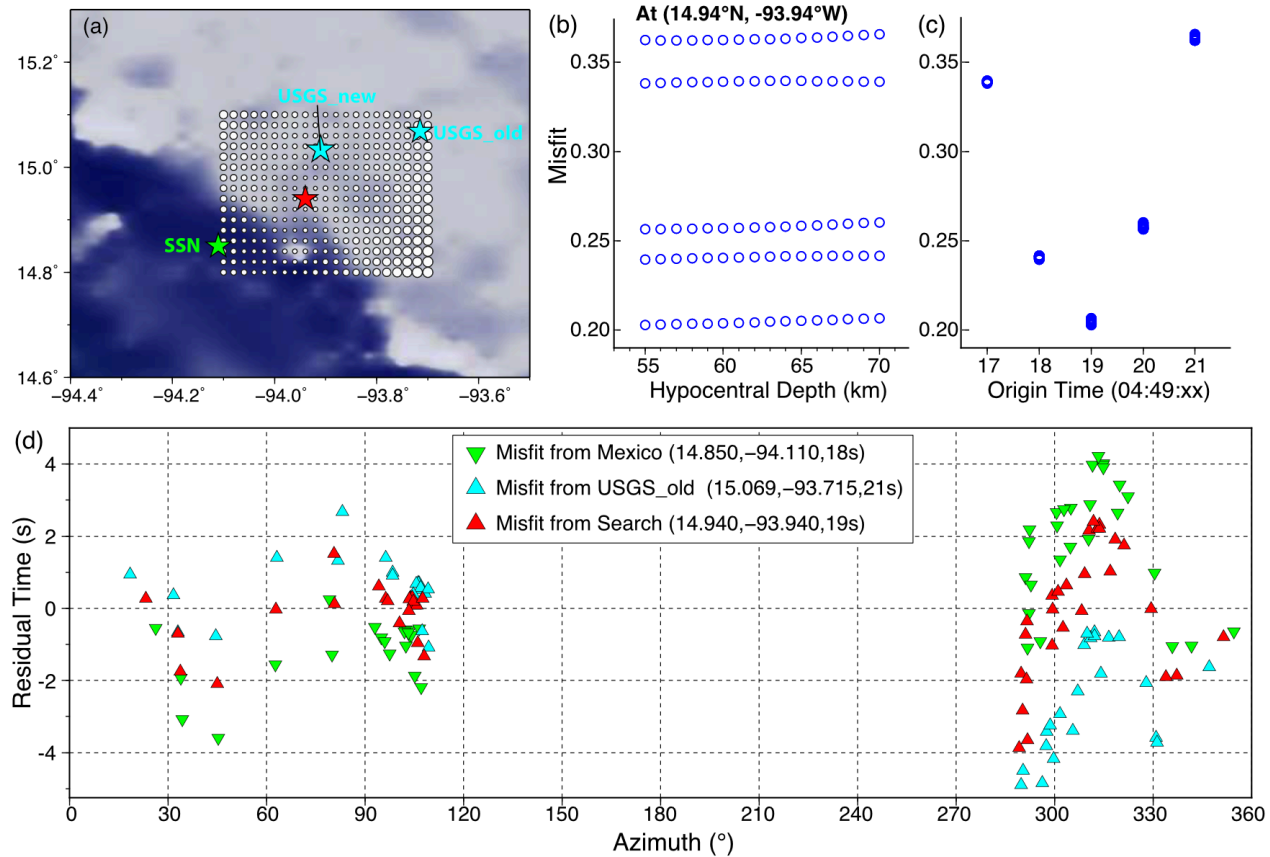 (a)
15.2°
15.0°
14.8°
14.6°
−94.4
−94.2°
−94.0°
−93.8°
−93.6°
USGS_new
USGS_old
SSN
(b)
At (14.94°N, -93.94°W)
0.35
0.30
0.25
0.20
Misfit
55
60
65
70
Hypocentral Depth (km)
(c)
0.35
0.30
0.25
0.20
17
18
19
20
21
Origin Time (04:49:xx)
(d)
Misfit from Mexico (14.850,−94.110,18s)
Misfit from USGS_old (15.069,−93.715,21s)
Misfit from Search (14.940,−93.940,19s)
4
2
0
-2
-4
Residual Time (s)
0
30
60
90
120
150
180
210
240
270
300
330
360
Azimuth (°)